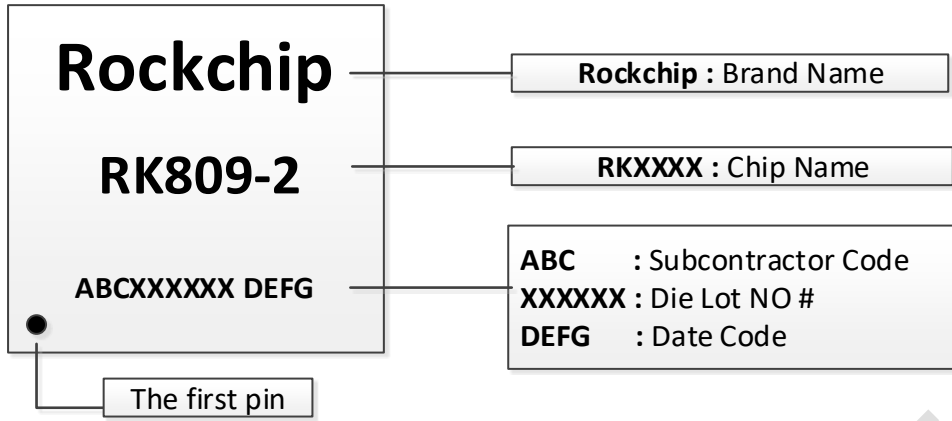 Rockchip
Rockchip : Brand Name
RK809-2
RKXXXX : Chip Name
ABCXXXXXX DEFG
ABC : Subcontractor Code
XXXXXX : Die Lot NO #
DEFG : Date Code
The first pin